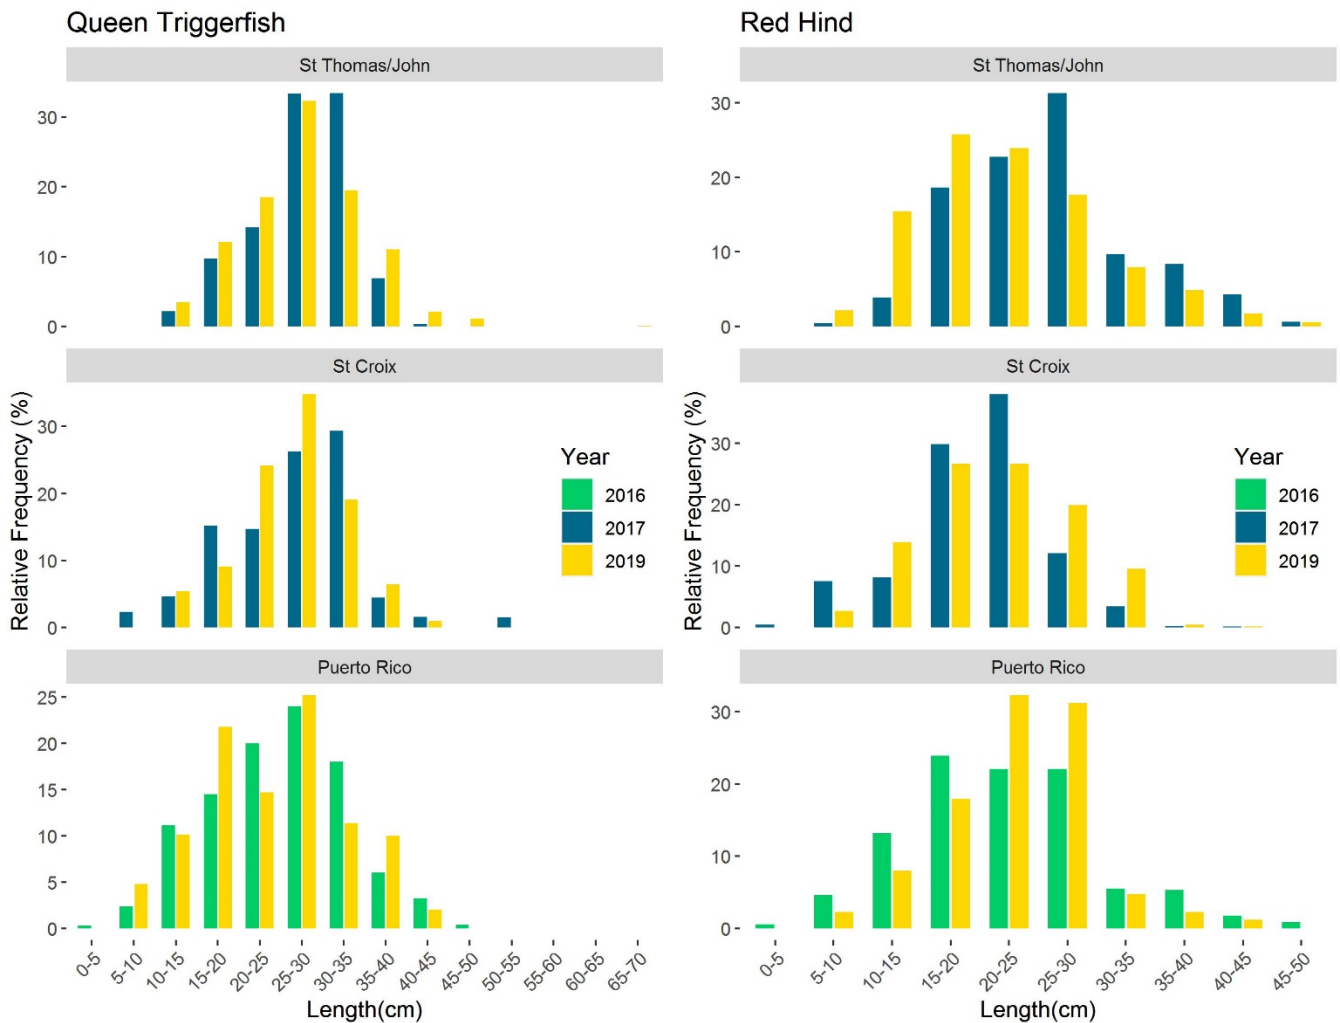 Queen Triggerfish
St Thomas/John
30
20
10
0
St Croix
30
20
10
0
Year
2016
2017
2019
Puerto Rico
25
20
15
10
5
0
0-5 5-10 10-15 15-20 20-25 25-30 30-35 35-40 40-45 45-50 50-55 55-60 60-65 65-70
Length(cm)
Relative Frequency (%)
Red Hind
St Thomas/John
30
20
10
0
St Croix
30
20
10
0
Year
2016
2017
2019
Puerto Rico
30
20
10
0
0-5 5-10 10-15 15-20 20-25 25-30 30-35 35-40 40-45 45-50
Length(cm)
Relative Frequency (%)